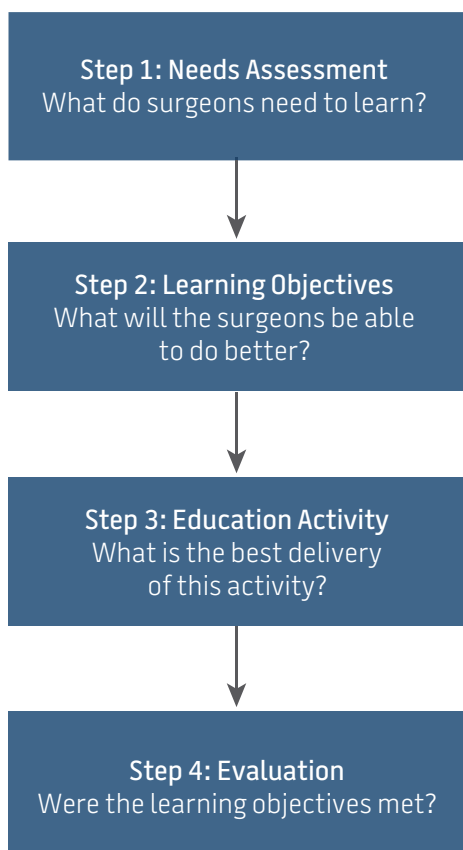 Step 1: Needs Assessment
What do surgeons need to learn?
Step 2: Learning Objectives
What will the surgeons be able
to do better?
Step 3: Education Activity
What is the best delivery
of this activity?
Step 4: Evaluation
Were the learning objectives met?